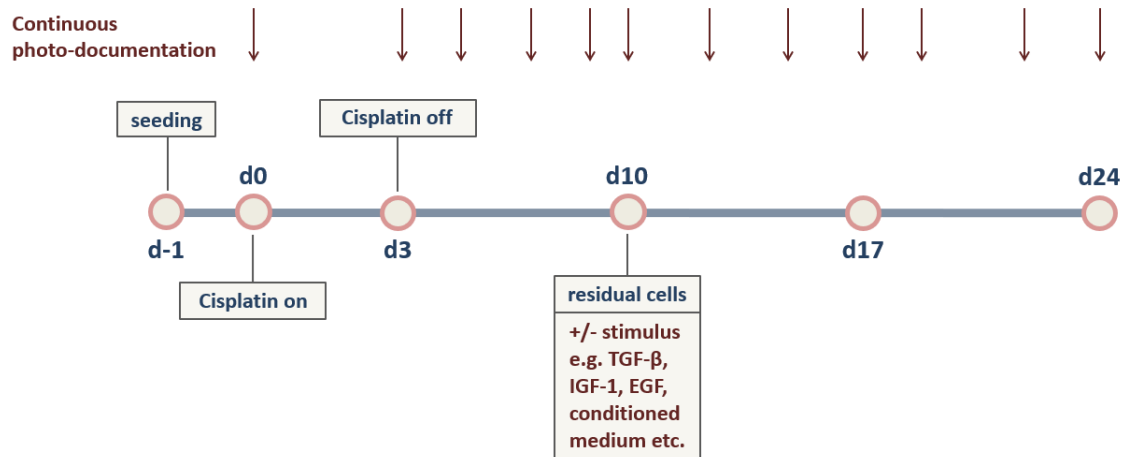 Continuous
photo-documentation
seeding
Cisplatin off
d0
d10
d24
d-1
d3
d17
Cisplatin on
residual cells
+/- stimulus
e.g. TGF-β,
IGF-1, EGF,
conditioned
medium etc.